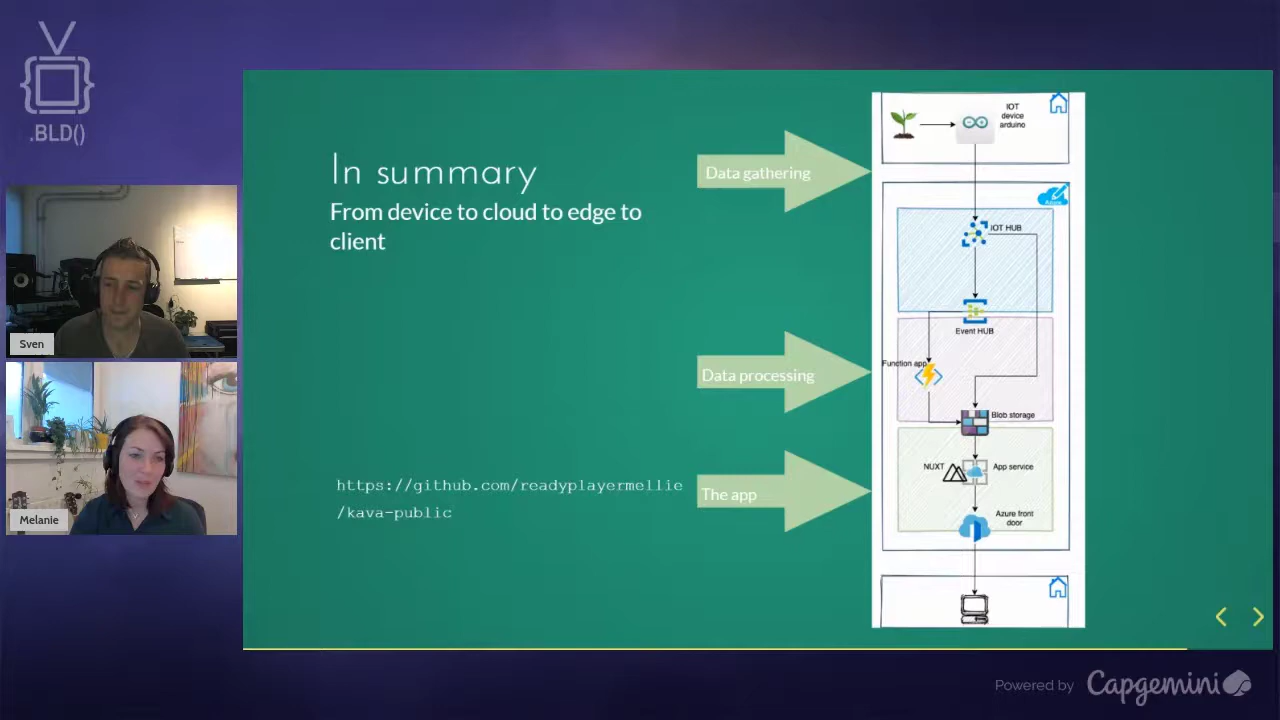 .BLD()
Sven
Melanie
In summary
From device to cloud to edge to
client
https://github.com/readyplayermellie
/kava-public
Data gathering
Data processing
The app
IOT
device
arduino
Azure
IOT HUB
Event HUB
Function app
Blob storage
NUXT
App service
Azure front
door
Powered by Capgemini